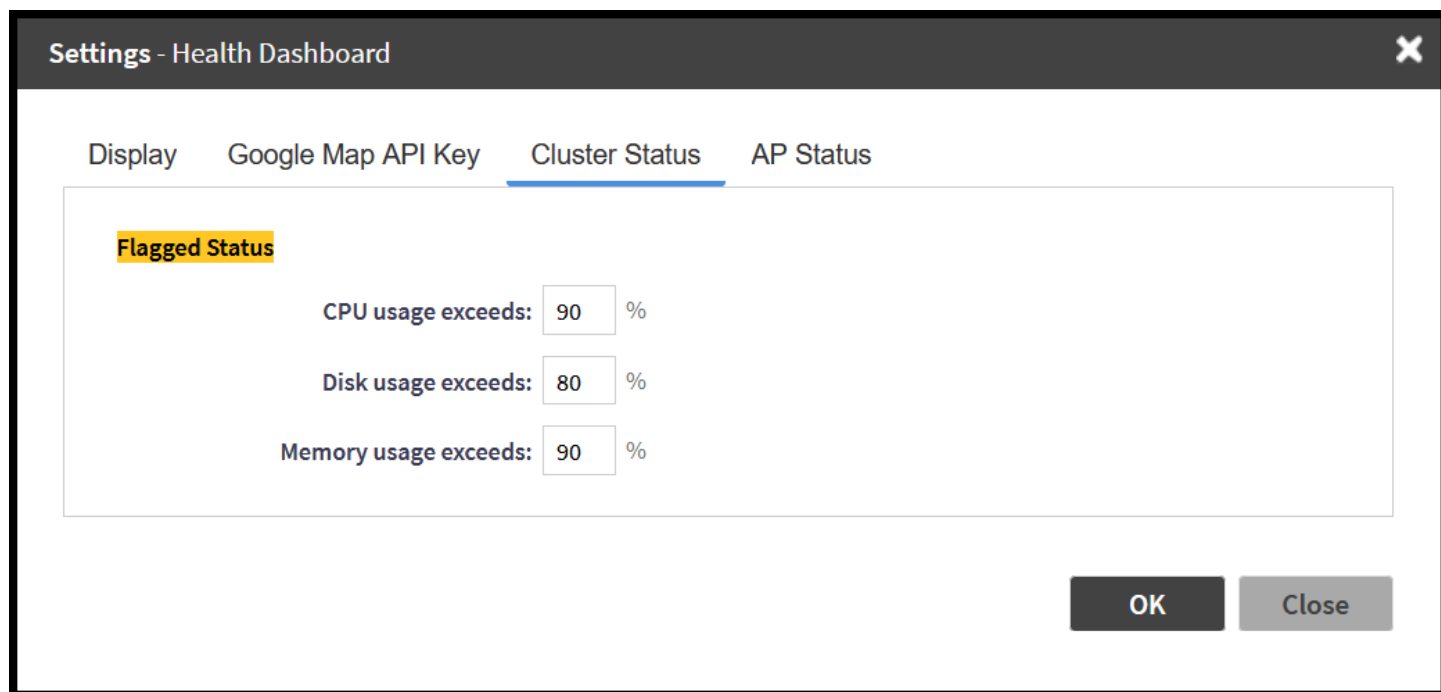 Settings - Health Dashboard
Display Google Map API Key Cluster Status AP Status
Flagged Status
CPU usage exceeds: 90 %
Disk usage exceeds: 80 %
Memory usage exceeds: 90 %
OK Close